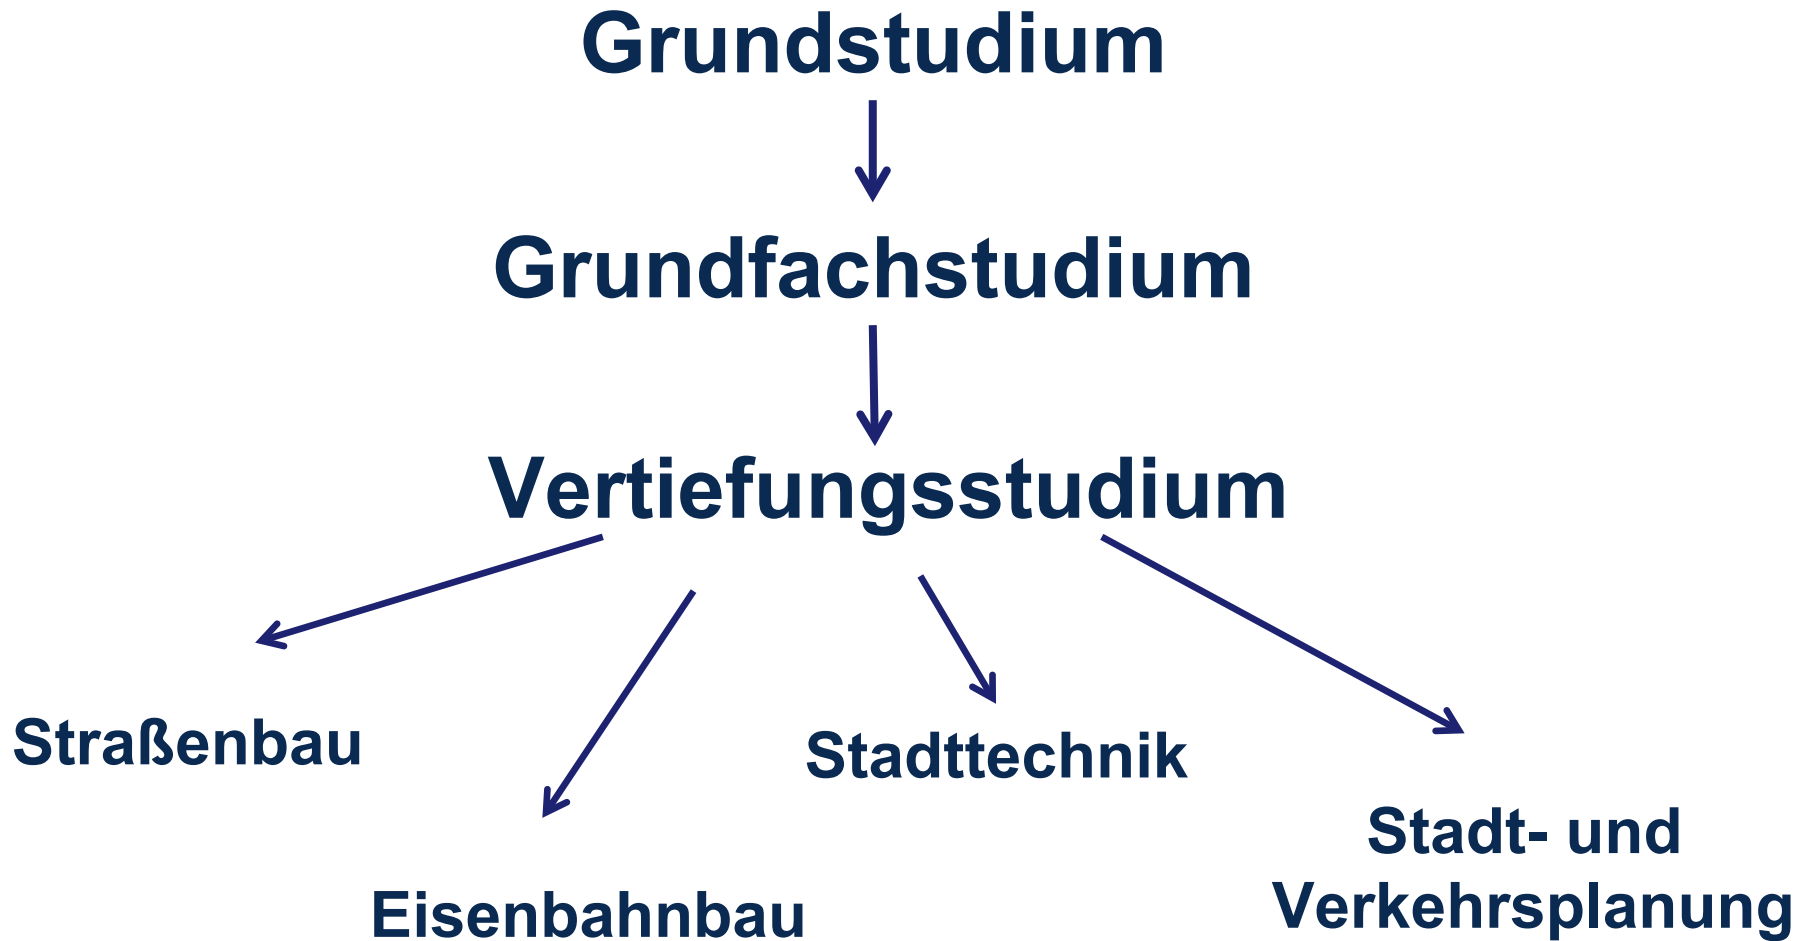 Grundstudium
Grundfachstudium
Vertiefungsstudium
Straßenbau
Stadttechnik
Stadt- und
Verkehrsplanung
Eisenbahnbau